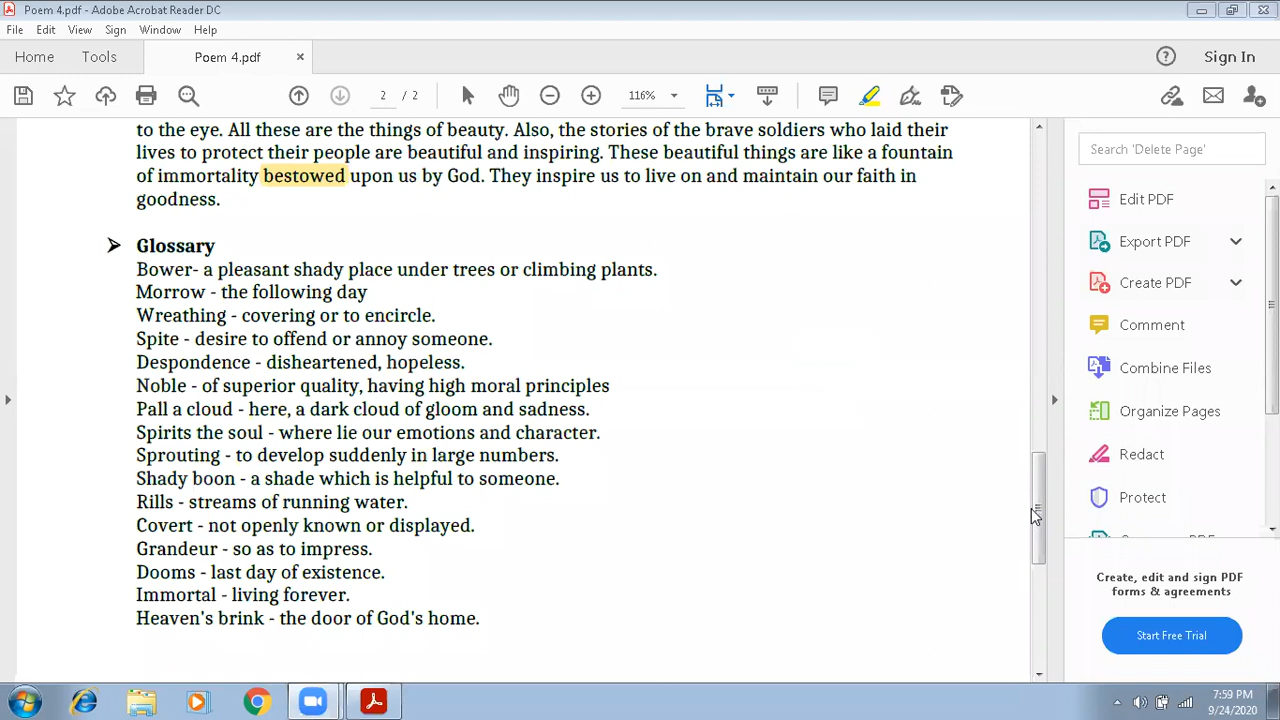 Poem 4.pdf - Adobe Acrobat Reader DC
File Edit View Sign Window Help
Home Tools Poem 4.pdf × Sign In
2 / 2 116%
to the eye. All these are the things of beauty. Also, the stories of the brave soldiers who laid their
lives to protect their people are beautiful and inspiring. These beautiful things are like a fountain
of immortality bestowed upon us by God. They inspire us to live on and maintain our faith in
goodness.
Glossary
Bower- a pleasant shady place under trees or climbing plants.
Morrow - the following day
Wreathing - covering or to encircle.
Spite - desire to offend or annoy someone.
Despondence - disheartened, hopeless.
Noble - of superior quality, having high moral principles
Pall a cloud - here, a dark cloud of gloom and sadness.
Spirits the soul - where lie our emotions and character.
Sprouting - to develop suddenly in large numbers.
Shady boon - a shade which is helpful to someone.
Rills - streams of running water.
Covert - not openly known or displayed.
Grandeur - so as to impress.
Dooms - last day of existence.
Immortal - living forever.
Heaven's brink - the door of God's home.
Search 'Delete Page'
Edit PDF
Export PDF
Create PDF
Comment
Combine Files
Organize Pages
Redact
Protect
Create, edit and sign PDF
forms & agreements
Start Free Trial
7:59 PM
9/24/2020